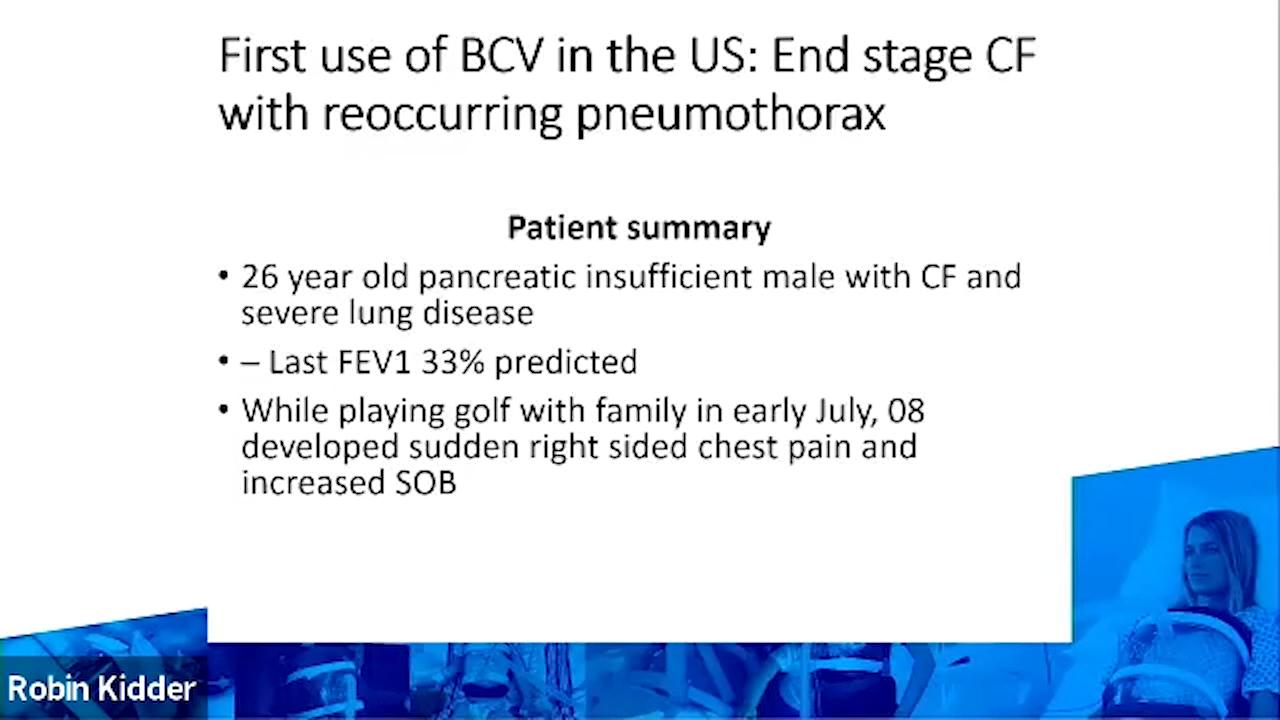 First use of BCV in the US: End stage CF
with reoccurring pneumothorax
Patient summary
• 26 year old pancreatic insufficient male with CF and
severe lung disease
• – Last FEV1 33% predicted
• While playing golf with family in early July, 08
developed sudden right sided chest pain and
increased SOB
Robin Kidder